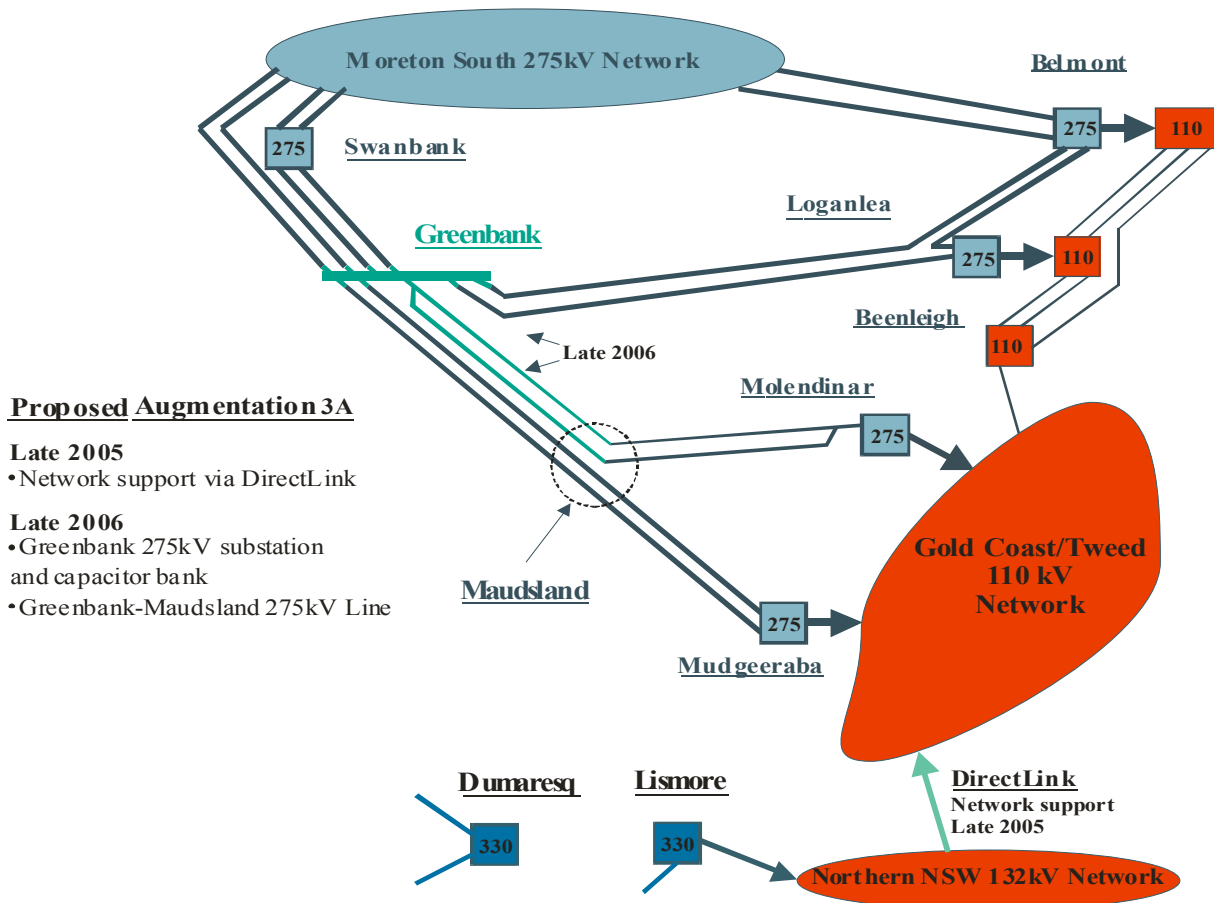 Moreton South 275kV Network
Belmont
275
110
275
Swanbank
Loganlea
Greenbank
275
110
Beenleigh
110
Late 2006
Molendinar
275
Proposed Augmentation 3A
Late 2005
•Network support via DirectLink
Late 2006
•Greenbank 275kV substation
and capacitor bank
•Greenbank-Maudsland 275kV Line
Maudsland
Gold Coast/Tweed
110 kV
Network
275
Mudgeeraba
Dumaresq
330
Lismore
330
DirectLink
Network support
Late 2005
Northern NSW 132kV Network